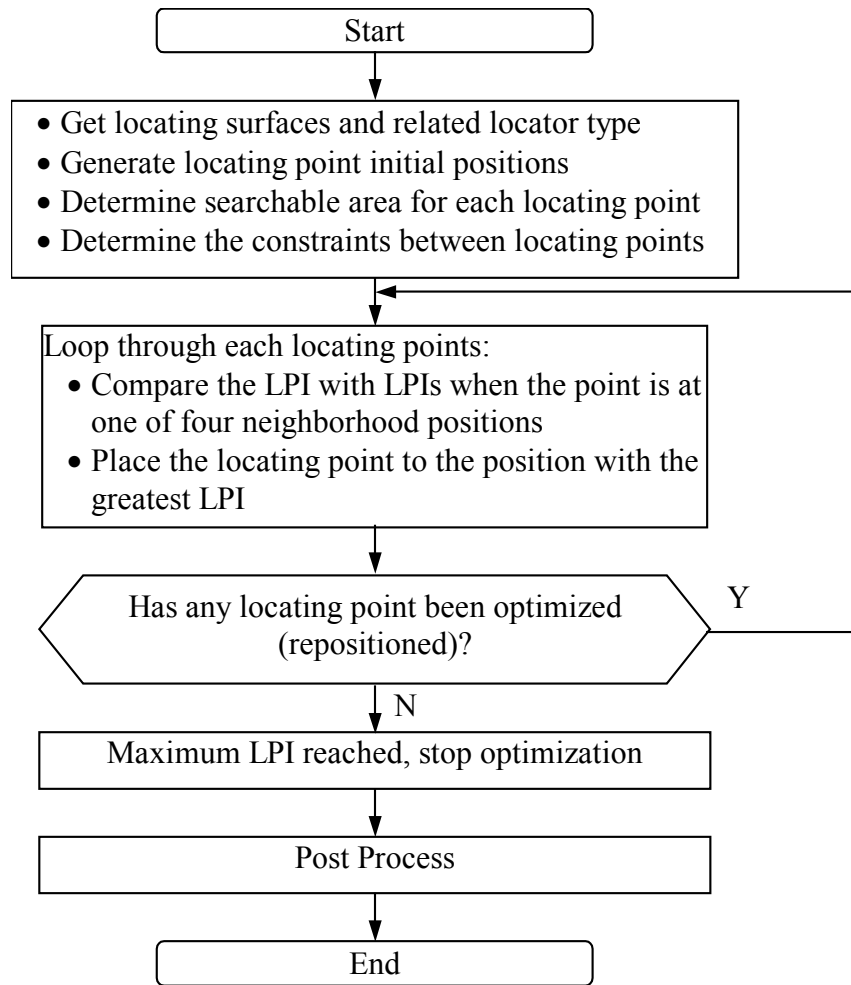 Start
• Get locating surfaces and related locator type
• Generate locating point initial positions
• Determine searchable area for each locating point
• Determine the constraints between locating points
Loop through each locating points:
• Compare the LPI with LPIs when the point is at
one of four neighborhood positions
• Place the locating point to the position with the
greatest LPI
Has any locating point been optimized
(repositioned)?
Y
N
Maximum LPI reached, stop optimization
Post Process
End